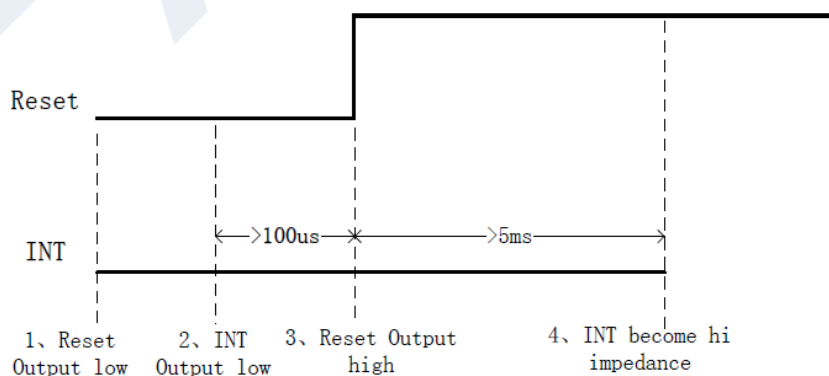 Reset
>100us
>5ms
INT
1、Reset
Output low
2、INT
Output low
3、Reset Output
high
4、INT become hi
impedance